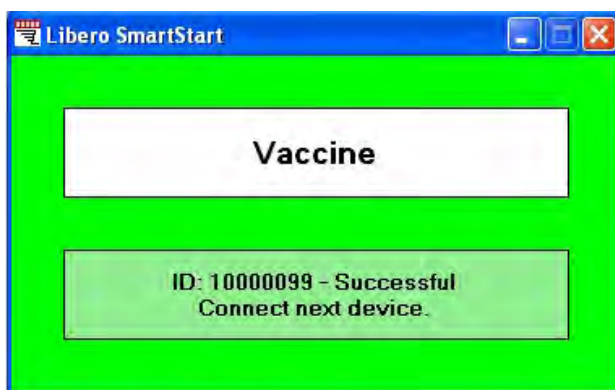 Libero SmartStart
Vaccine
ID: 10000099 - Successful
Connect next device.